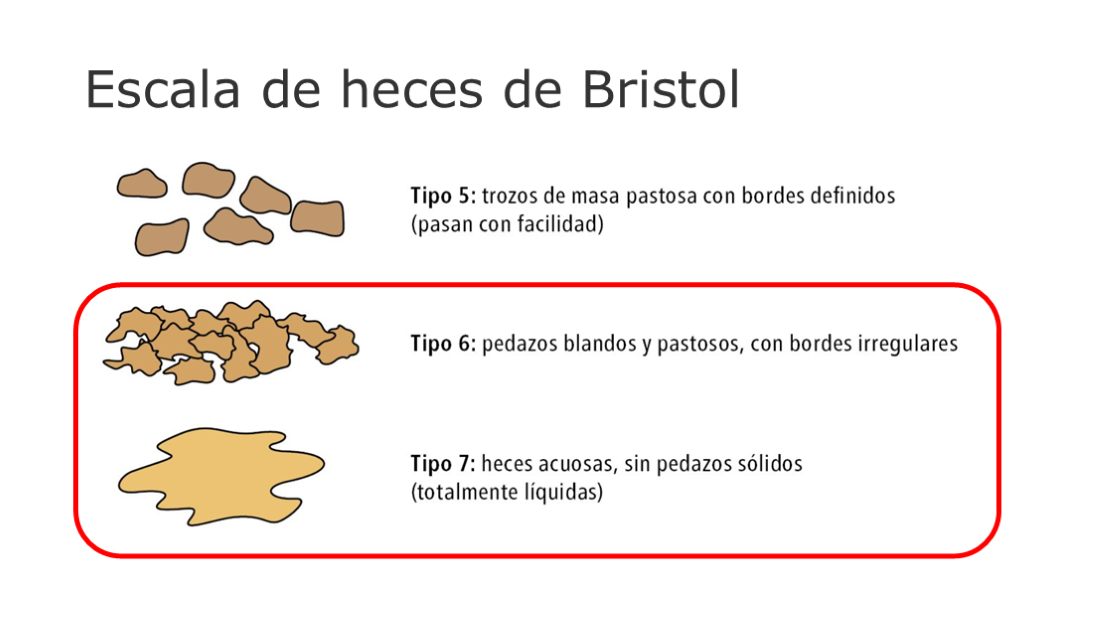 Escala de heces de Bristol
Tipo 5: trozos de masa pastosa con bordes definidos
(pasan con facilidad)
Tipo 6: pedazos blandos y pastosos, con bordes irregulares
Tipo 7: heces acuosas, sin pedazos sólidos
(totalmente líquidas)